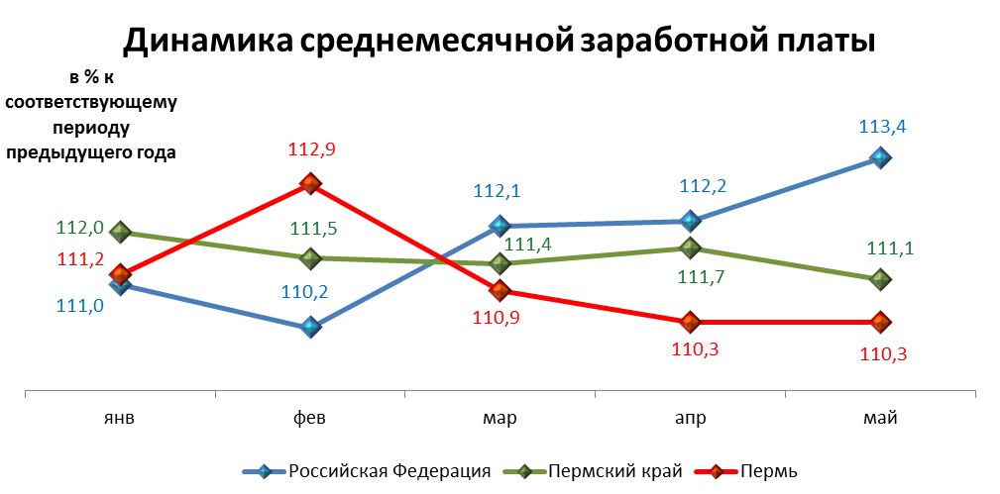 Динамика среднемесячной заработной платы
в % к
соответствующему
периоду
предыдущего года
113,4
112,9
112,1
112,2
112,0
111,5
111,4
111,1
111,2
111,7
111,0
110,2
110,9
110,3
110,3
янв
фев
мар
апр
май
Российская Федерация
Пермский край
Пермь